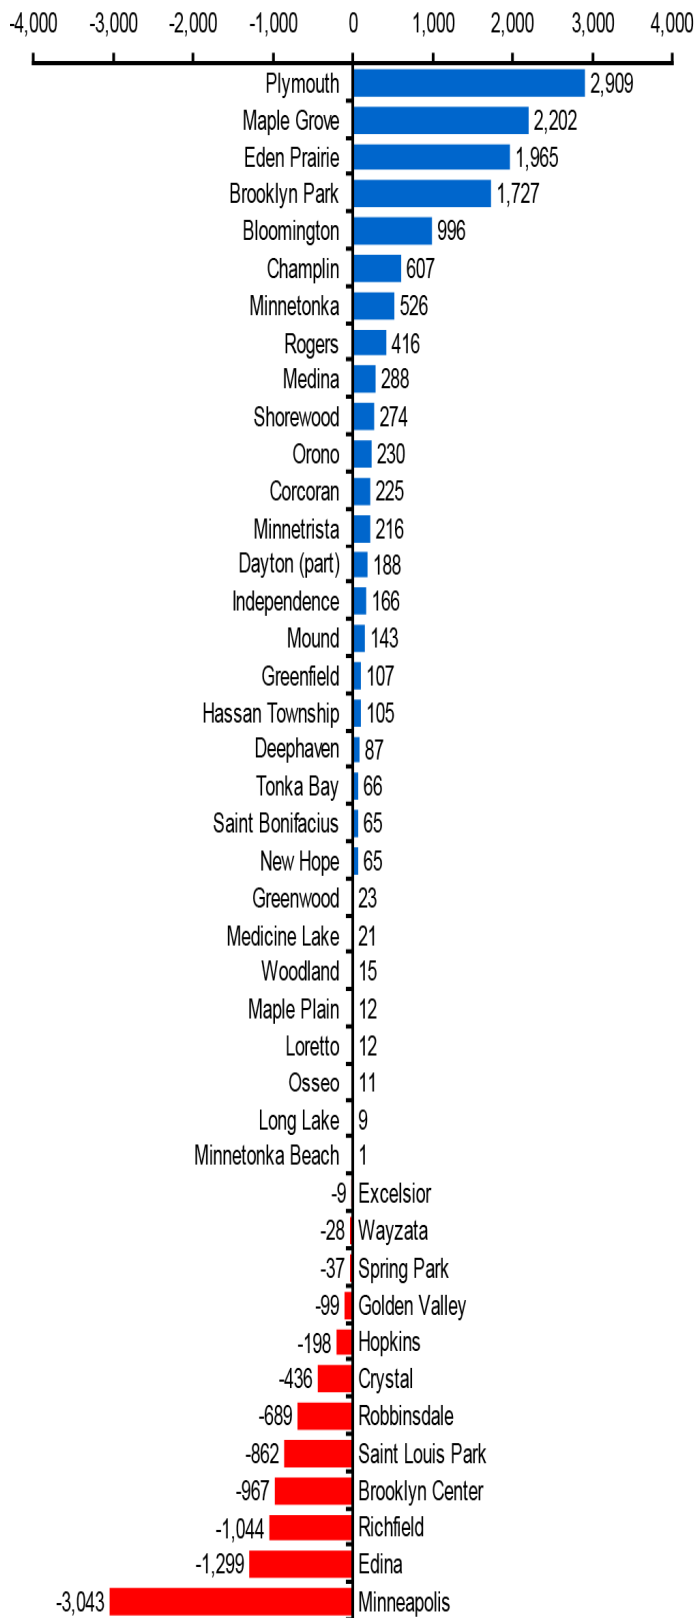 -4,000 -3,000 -2,000 -1,000 0 1,000 2,000 3,000 4,000
Plymouth 2,909
Maple Grove 2,202
Eden Prairie 1,965
Brooklyn Park 1,727
Bloomington 996
Champlin 607
Minnetonka 526
Rogers 416
Medina 288
Shorewood 274
Orono 230
Corcoran 225
Minnetrista 216
Dayton (part) 188
Independence 166
Mound 143
Greenfield 107
Hassan Township 105
Deephaven 87
Tonka Bay 66
Saint Bonifacius 65
New Hope 65
Greenwood 23
Medicine Lake 21
Woodland 15
Maple Plain 12
Loretto 12
Osseo 11
Long Lake 9
Minnetonka Beach 1
-9 Excelsior
-28 Wayzata
-37 Spring Park
-99 Golden Valley
-198 Hopkins
-436 Crystal
-689 Robbinsdale
-862 Saint Louis Park
-967 Brooklyn Center
-1,044 Richfield
-1,299 Edina
-3,043 Minneapolis